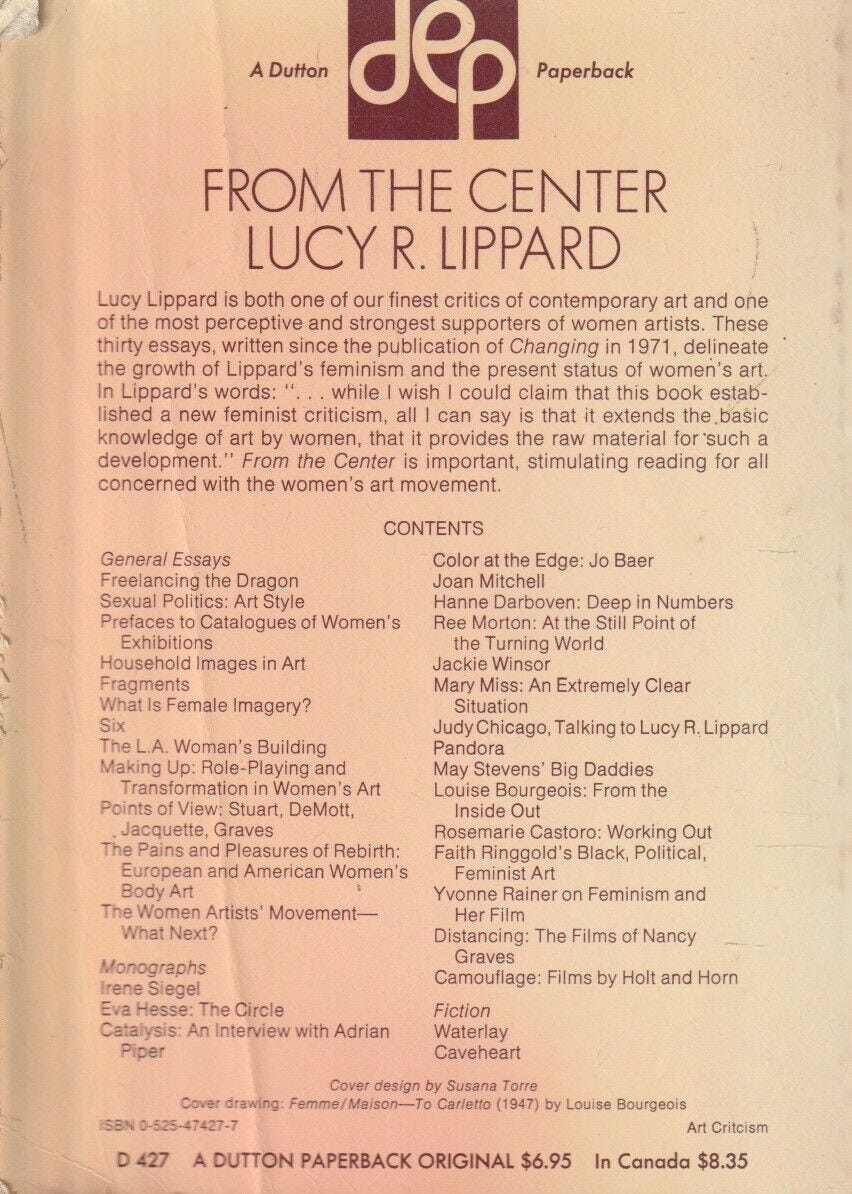 A Dutton dep Paperback
FROM THE CENTER
LUCY R. LIPPARD
Lucy Lippard is both one of our finest critics of contemporary art and one
of the most perceptive and strongest supporters of women artists. These
thirty essays, written since the publication of Changing in 1971, delineate
the growth of Lippard's feminism and the present status of women's art.
In Lippard's words: ". . . while I wish I could claim that this book estab-
lished a new feminist criticism, all I can say is that it extends the basic
knowledge of art by women, that it provides the raw material for such a
development." From the Center is important, stimulating reading for all
concerned with the women's art movement.
CONTENTS
General Essays
Freelancing the Dragon
Sexual Politics: Art Style
Prefaces to Catalogues of Women's
Exhibitions
Household Images in Art
Fragments
What Is Female Imagery?
Six
The L.A. Woman's Building
Making Up: Role-Playing and
Transformation in Women's Art
Points of View: Stuart, DeMott,
Jacquette, Graves
The Pains and Pleasures of Rebirth:
European and American Women's
Body Art
The Women Artists' Movement—
What Next?
Monographs
Irene Siegel
Eva Hesse: The Circle
Catalysis: An Interview with Adrian
Piper
Color at the Edge: Jo Baer
Joan Mitchell
Hanne Darboven: Deep in Numbers
Ree Morton: At the Still Point of
the Turning World
Jackie Winsor
Mary Miss: An Extremely Clear
Situation
Judy Chicago, Talking to Lucy R. Lippard
Pandora
May Stevens' Big Daddies
Louise Bourgeois: From the
Inside Out
Rosemarie Castoro: Working Out
Faith Ringgold's Black, Political,
Feminist Art
Yvonne Rainer on Feminism and
Her Film
Distancing: The Films of Nancy
Graves
Camouflage: Films by Holt and Horn
Fiction
Waterlay
Caveheart
Cover design by Susana Torre
Cover drawing: Femme/Maison—To Carletto (1947) by Louise Bourgeois
ISBN 0-525-47427-7
Art Critcism
D 427 A DUTTON PAPERBACK ORIGINAL $6.95 In Canada $8.35